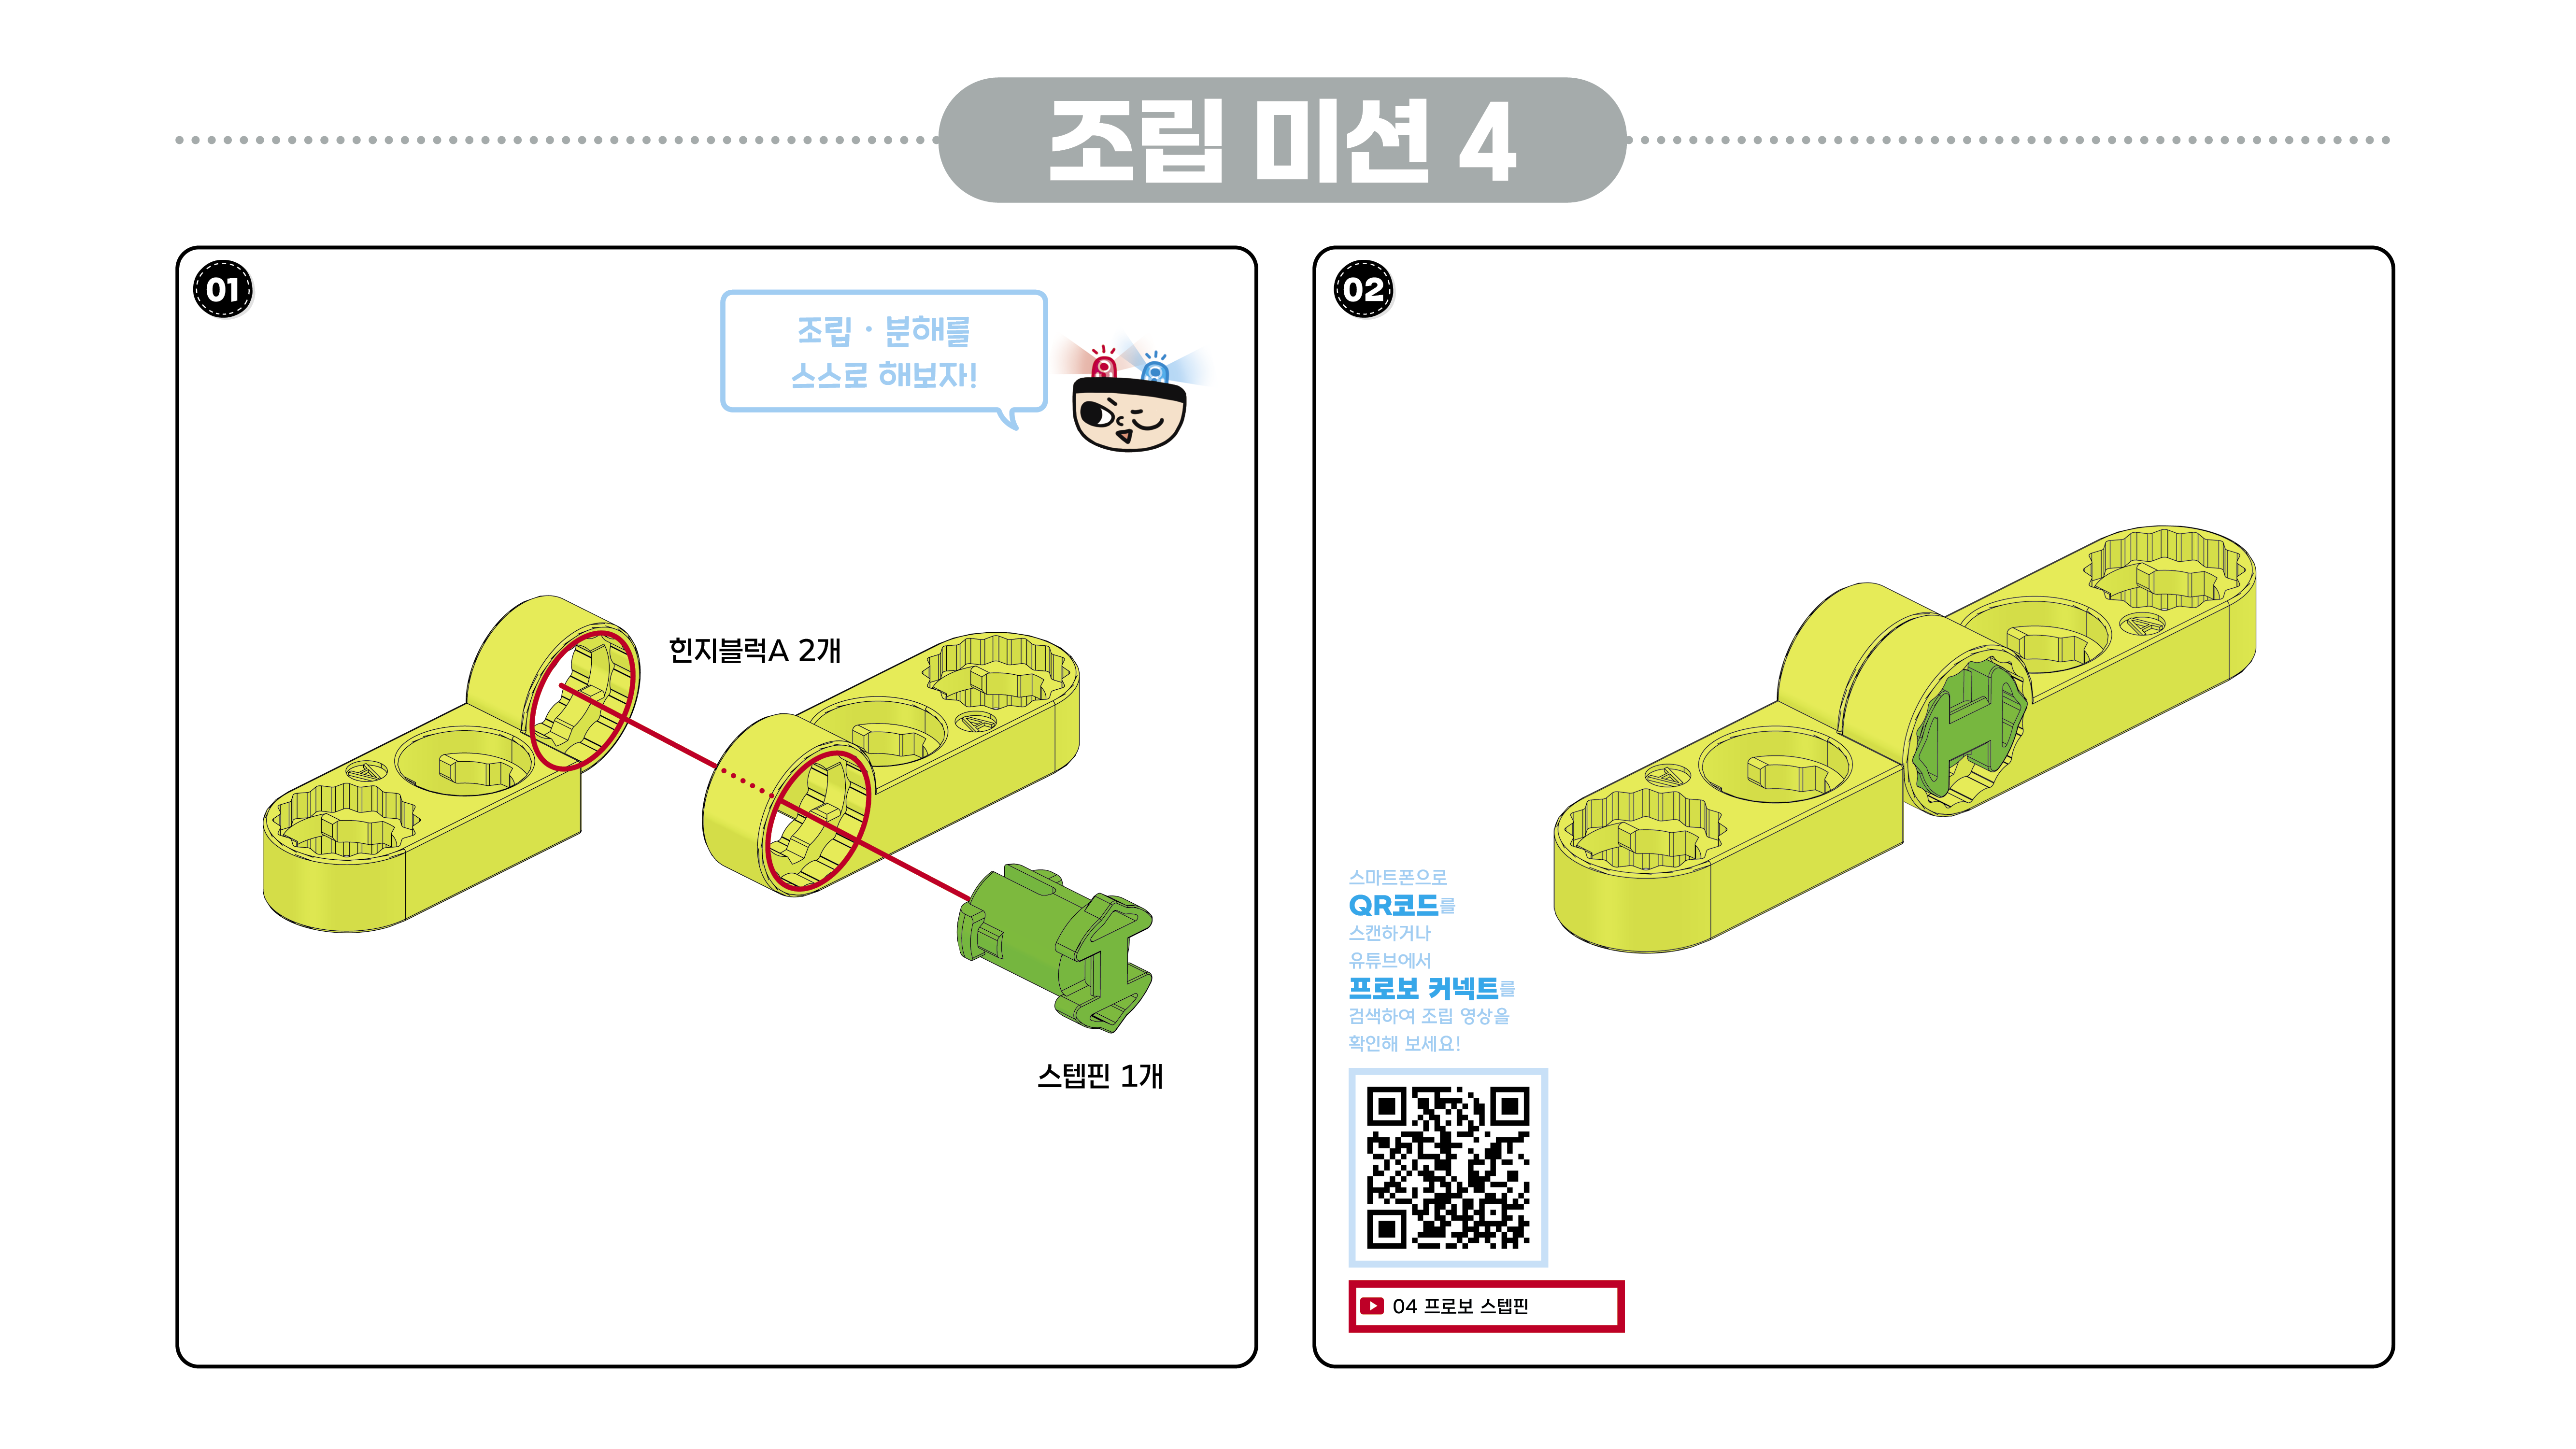 조립 미션 4
01
조립 · 분해를
스스로 해보자!
힌지블럭A 2개
A
A
스텝핀 1개
02
A
A
스마트폰으로
QR코드를
스캔하거나
유튜브에서
프로보 커넥트를
검색하여 조립 영상을
확인해 보세요!
04 프로보 스텝핀